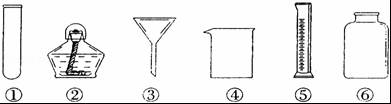 ① ② ③ ④ ⑤ ⑥